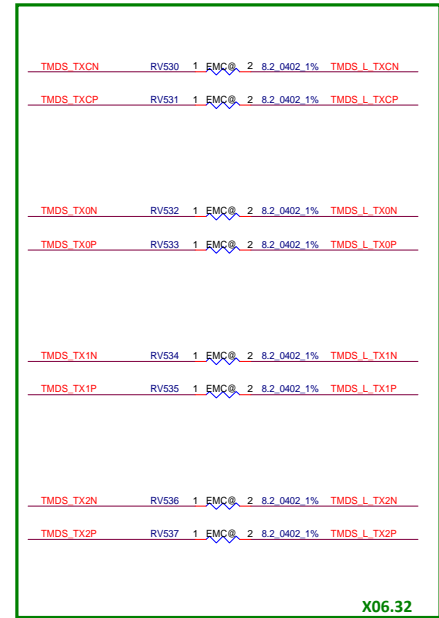 TMDS_TXCN RV530 1 EMC@ 2 8.2_0402_1% TMDS_L_TXCN
TMDS_TXCP RV531 1 EMC@ 2 8.2_0402_1% TMDS_L_TXCP
TMDS_TX0N RV532 1 EMC@ 2 8.2_0402_1% TMDS_L_TX0N
TMDS_TX0P RV533 1 EMC@ 2 8.2_0402_1% TMDS_L_TX0P
TMDS_TX1N RV534 1 EMC@ 2 8.2_0402_1% TMDS_L_TX1N
TMDS_TX1P RV535 1 EMC@ 2 8.2_0402_1% TMDS_L_TX1P
TMDS_TX2N RV536 1 EMC@ 2 8.2_0402_1% TMDS_L_TX2N
TMDS_TX2P RV537 1 EMC@ 2 8.2_0402_1% TMDS_L_TX2P
X06.32